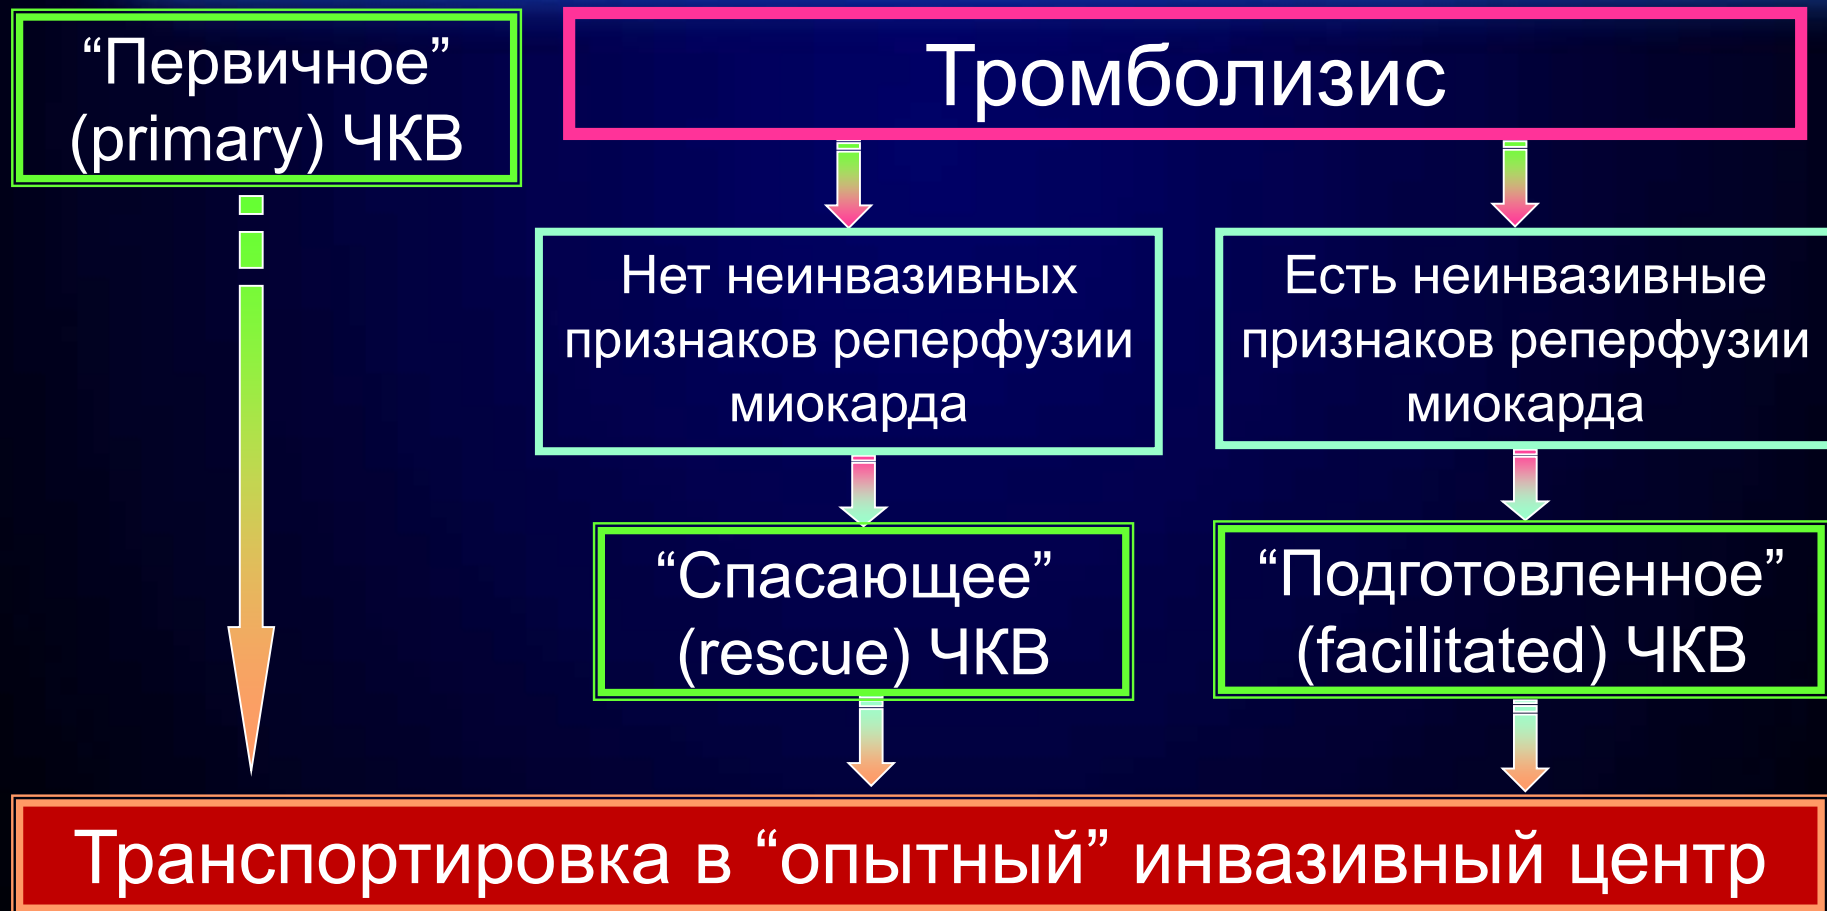 “Первичное”
(primary) ЧКВ
Тромболизис
Нет неинвазивных
признаков реперфузии
миокарда
Есть неинвазивные
признаков реперфузии
миокарда
“Спасающее”
(rescue) ЧКВ
“Подготовленное”
(facilitated) ЧКВ
Транспортировка в “опытный” инвазивный центр